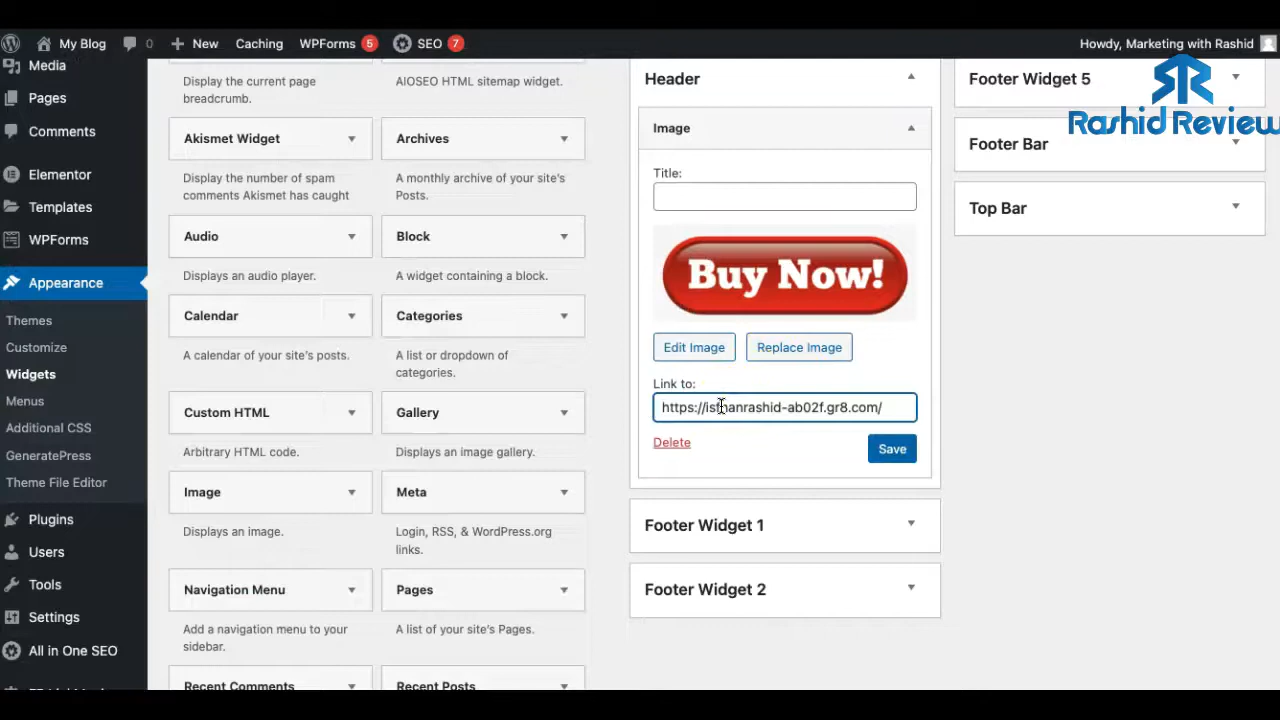 My Blog
0
New
Caching
WPForms
5
SEO
7
Howdy, Marketing with Rashid
Media
Pages
Comments
Elementor
Templates
WPForms
Appearance
Themes
Customize
Widgets
Menus
Additional CSS
GeneratePress
Theme File Editor
Plugins
Users
Tools
Settings
All in One SEO
Display the current page
breadcrumb.
Akismet Widget
Display the number of spam
comments Akismet has caught
Audio
Displays an audio player.
Calendar
A calendar of your site's posts.
Custom HTML
Arbitrary HTML code.
Image
Displays an image.
Navigation Menu
Add a navigation menu to your
sidebar.
Recent Comments
AIOSEO HTML sitemap widget.
Archives
A monthly archive of your site's
Posts.
Block
A widget containing a block.
Categories
A list or dropdown of
categories.
Gallery
Displays an image gallery.
Meta
Login, RSS, & WordPress.org
links.
Pages
A list of your site's Pages.
Recent Posts
Header
Image
Title:
Buy Now!
Edit Image
Replace Image
Link to:
Delete
Save
Footer Widget 1
Footer Widget 2
Footer Widget 5
Rashid Review
Footer Bar
Top Bar